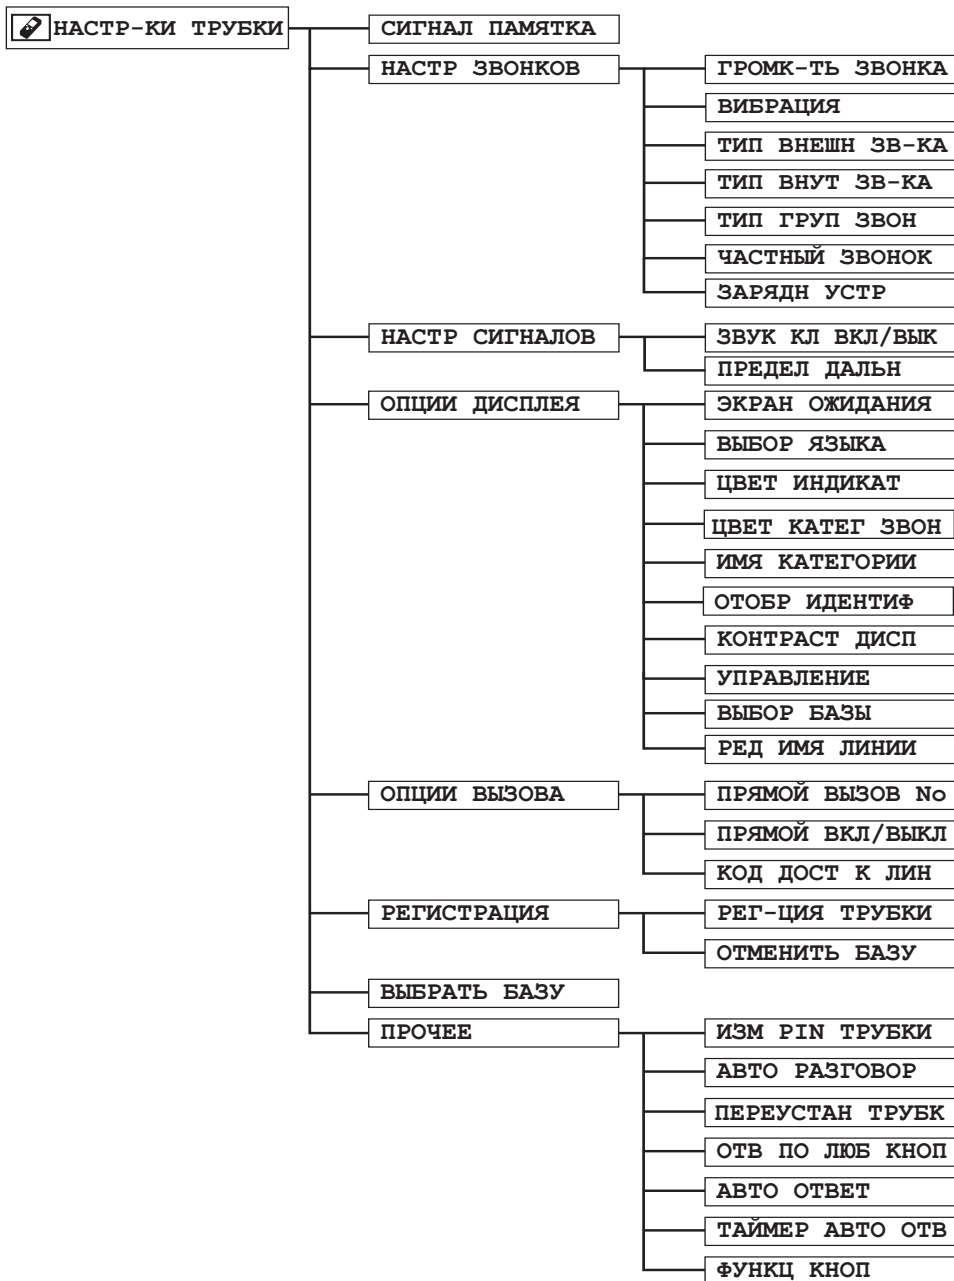 НАСТР-КИ ТРУБКИ
СИГНАЛ ПАМЯТКА
НАСТР ЗВОНКОВ
ГРОМК-ТЬ ЗВОНКА
ВИБРАЦИЯ
ТИП ВНЕШН ЗВ-КА
ТИП ВНУТ ЗВ-КА
ТИП ГРУП ЗВОН
ЧАСТНЫЙ ЗВОНОК
ЗАРЯДН УСТР
НАСТР СИГНАЛОВ
ЗВУК КЛ ВКЛ/ВЫК
ПРЕДЕЛ ДАЛЬН
ОПЦИИ ДИСПЛЕЯ
ЭКРАН ОЖИДАНИЯ
ВЫБОР ЯЗЫКА
ЦВЕТ ИНДИКАТ
ЦВЕТ КАТЕГ ЗВОН
ИМЯ КАТЕГОРИИ
ОТОБР ИДЕНТИФ
КОНТРАСТ ДИСП
УПРАВЛЕНИЕ
ВЫБОР БАЗЫ
РЕД ИМЯ ЛИНИИ
ОПЦИИ ВЫЗОВА
ПРЯМОЙ ВЫЗОВ No
ПРЯМОЙ ВКЛ/ВЫКЛ
КОД ДОСТ К ЛИН
РЕГИСТРАЦИЯ
РЕГ-ЦИЯ ТРУБКИ
ОТМЕНИТЬ БАЗУ
ВЫБРАТЬ БАЗУ
ПРОЧЕЕ
ИЗМ PIN ТРУБКИ
АВТО РАЗГОВОР
ПЕРЕУСТАН ТРУБК
ОТВ ПО ЛЮБ КНОП
АВТО ОТВЕТ
ТАЙМЕР АВТО ОТВ
ФУНКЦ КНОП